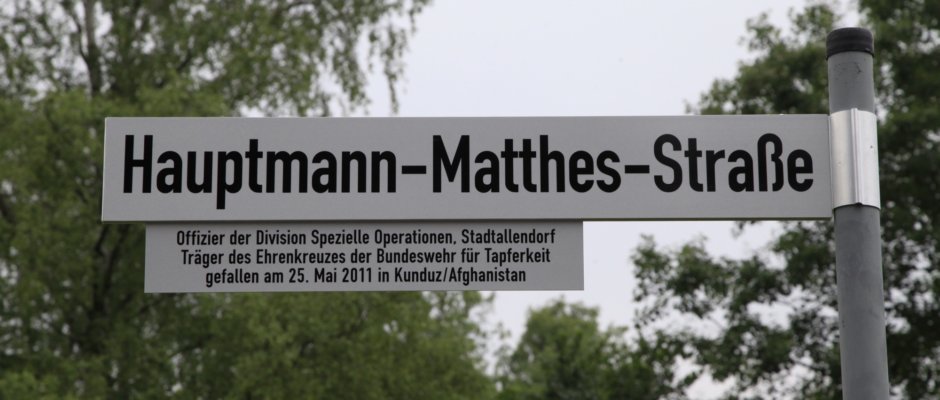 Hauptmann-Matthes-Straße
Offizier der Division Spezielle Operationen, Stadtallendorf
Träger des Ehrenkreuzes der Bundeswehr für Tapferkeit
gefallen am 25. Mai 2011 in Kunduz/Afghanistan